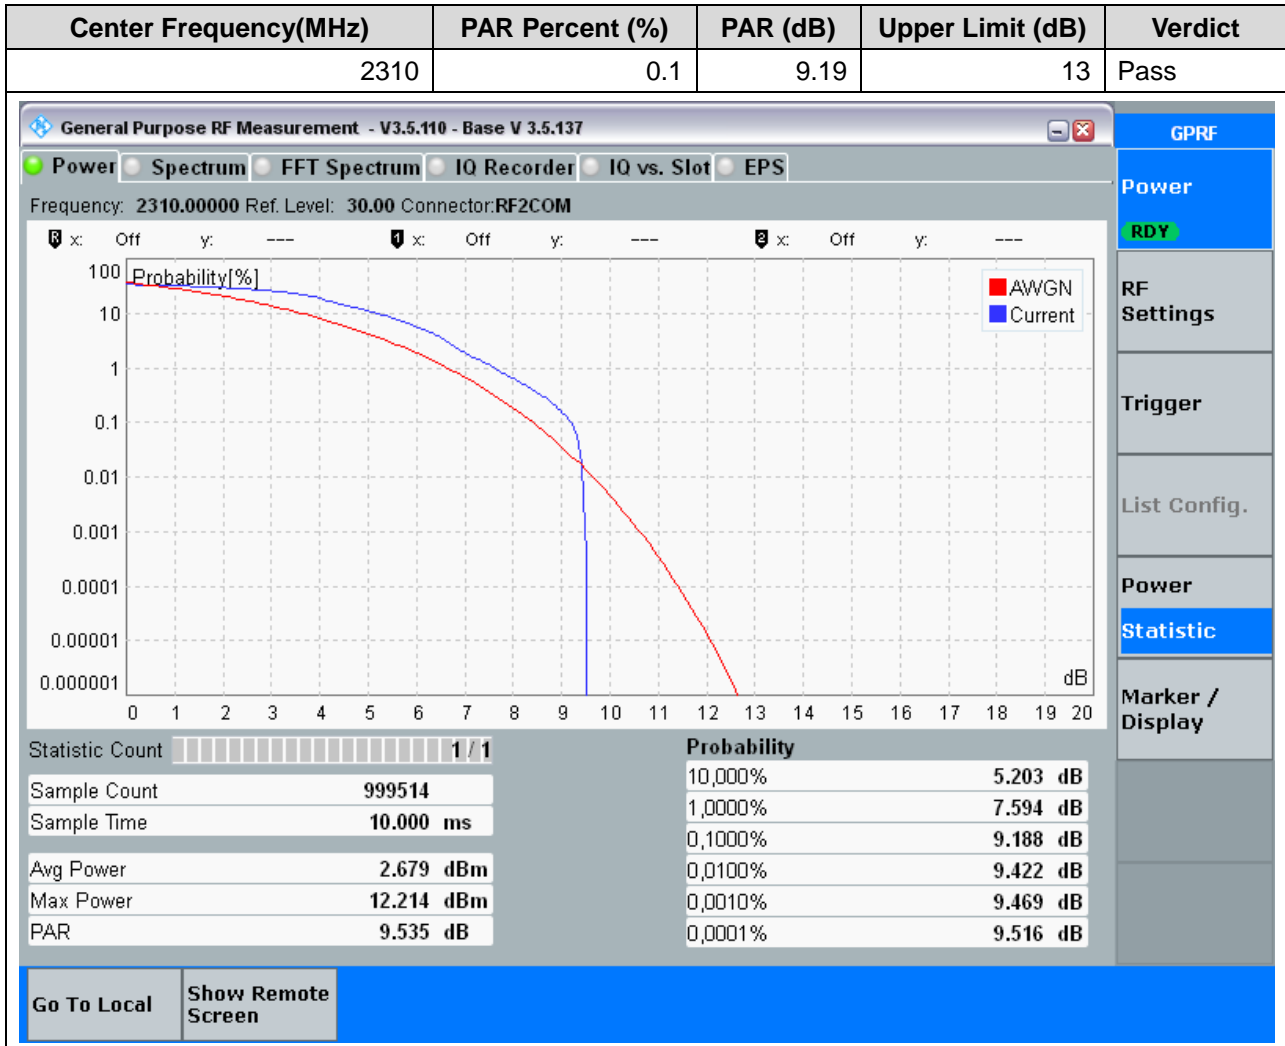 Center Frequency(MHz) PAR Percent (%) PAR (dB) Upper Limit (dB) Verdict
2310 0.1 9.19 13 Pass
General Purpose RF Measurement - V3.5.110 - Base V 3.5.137
GPRF
Power Spectrum FFT Spectrum IQ Recorder IQ vs. Slot EPS
Frequency: 2310.00000 Ref. Level: 30.00 Connector:RF2COM
R x: Off y: --- 1 x: Off y: --- 2 x: Off y: ---
Probability[%]
AWGN
Current
100
10
1
0.1
0.01
0.001
0.0001
0.00001
0.000001
dB
0 1 2 3 4 5 6 7 8 9 10 11 12 13 14 15 16 17 18 19 20
Statistic Count 1 / 1
Sample Count 999514
Sample Time 10.000 ms
Avg Power 2.679 dBm
Max Power 12.214 dBm
PAR 9.535 dB
Probability
10,000% 5.203 dB
1,0000% 7.594 dB
0,1000% 9.188 dB
0,0100% 9.422 dB
0,0010% 9.469 dB
0,0001% 9.516 dB
Power
RDY
RF
Settings
Trigger
List Config.
Power
Statistic
Marker /
Display
Go To Local
Show Remote
Screen